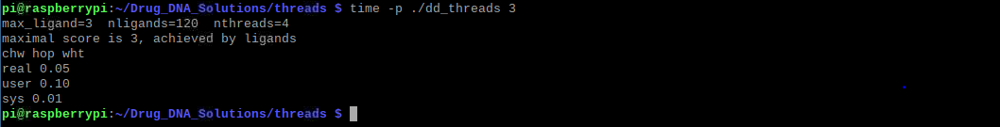 pi@raspberrypi:~/Drug_DNA_Solutions/threads $ time -p ./dd_threads 3
max_ligand=3  nligands=120  nthreads=4
maximal score is 3, achieved by ligands
chw hop wht
real 0.05
user 0.10
sys 0.01
pi@raspberrypi:~/Drug_DNA_Solutions/threads $